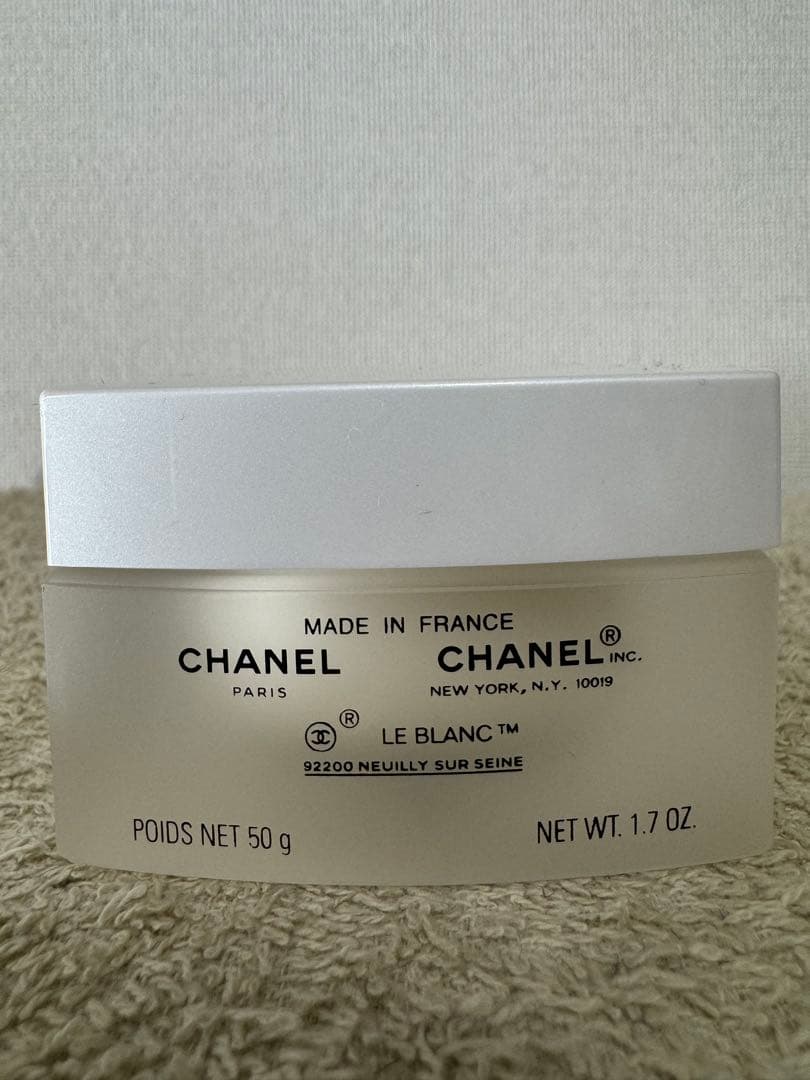 MADE IN FRANCE
CHANEL CHANEL® INC.
PARIS NEW YORK, N.Y. 10019
® LE BLANC™
92200 NEUILLY SUR SEINE
POIDS NET 50 g NET WT. 1.7 OZ.